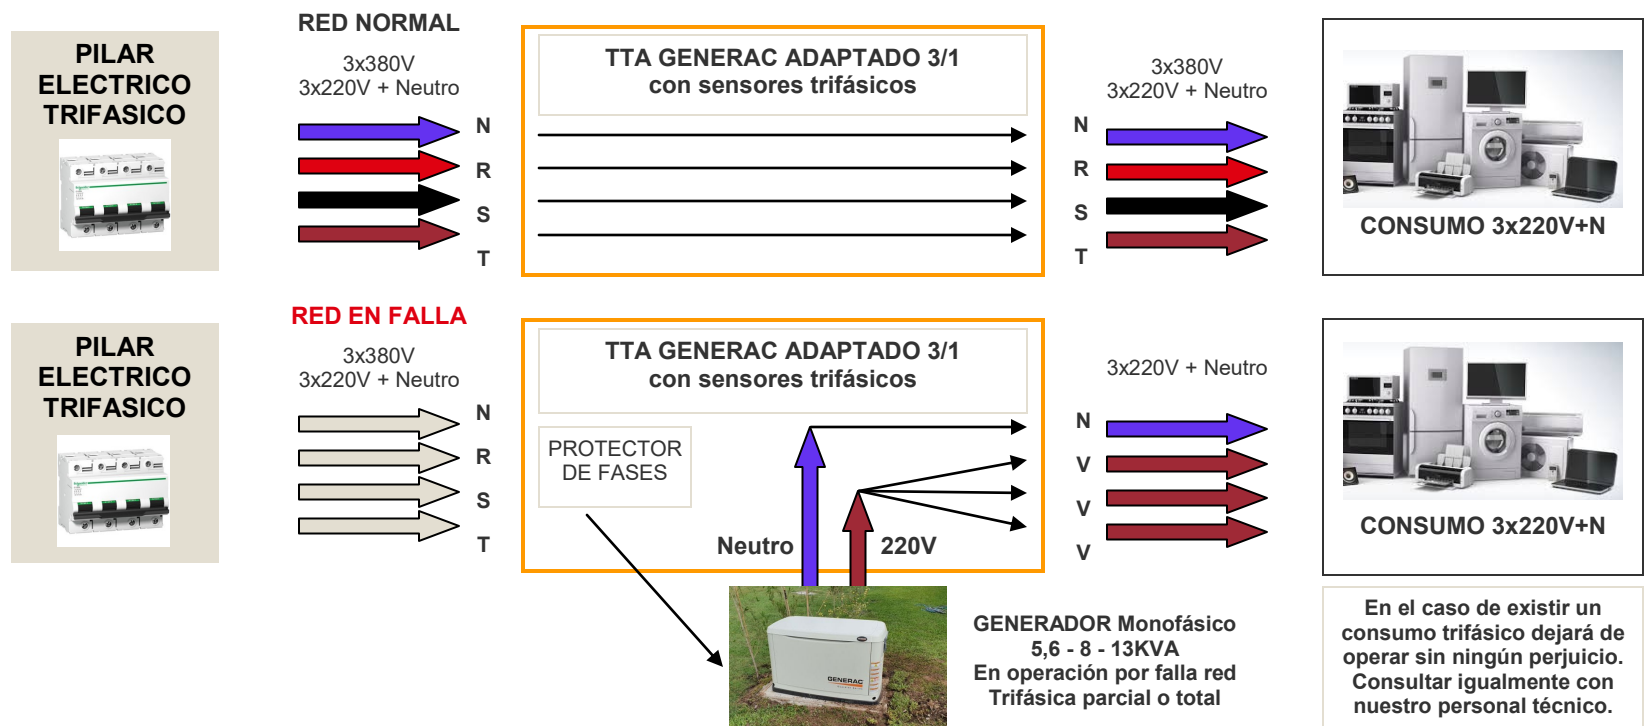 PILAR
ELECTRICO
TRIFASICO
RED NORMAL
3x380V
3x220V + Neutro
N
R
S
T
TTA GENERAC ADAPTADO 3/1
con sensores trifásicos
3x380V
3x220V + Neutro
N
R
S
T
CONSUMO 3x220V+N
PILAR
ELECTRICO
TRIFASICO
RED EN FALLA
3x380V
3x220V + Neutro
N
R
S
T
TTA GENERAC ADAPTADO 3/1
con sensores trifásicos
PROTECTOR
DE FASES
Neutro
220V
3x220V + Neutro
N
V
V
V
CONSUMO 3x220V+N
GENERAC
GENERADOR Monofásico
5,6 - 8 - 13KVA
En operación por falla red
Trifásica parcial o total
En el caso de existir un
consumo trifásico dejará de
operar sin ningún perjuicio.
Consultar igualmente con
nuestro personal técnico.